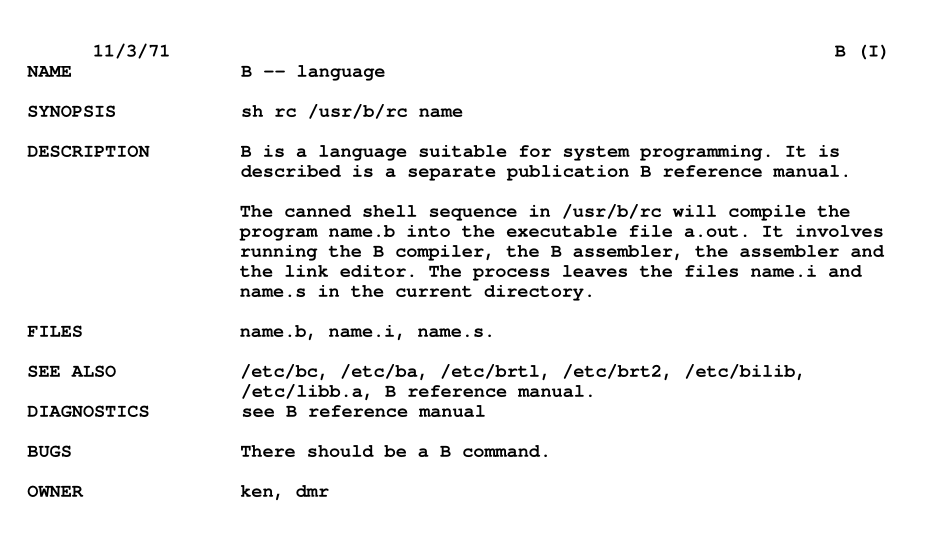 11/3/71 B (I)
NAME B -- language
SYNOPSIS sh rc /usr/b/rc name
DESCRIPTION B is a language suitable for system programming. It is
described is a separate publication B reference manual.
The canned shell sequence in /usr/b/rc will compile the
program name.b into the executable file a.out. It involves
running the B compiler, the B assembler, the assembler and
the link editor. The process leaves the files name.i and
name.s in the current directory.
FILES name.b, name.i, name.s.
SEE ALSO /etc/bc, /etc/ba, /etc/brt1, /etc/brt2, /etc/bilib,
/etc/libb.a, B reference manual.
DIAGNOSTICS see B reference manual
BUGS There should be a B command.
OWNER ken, dmr